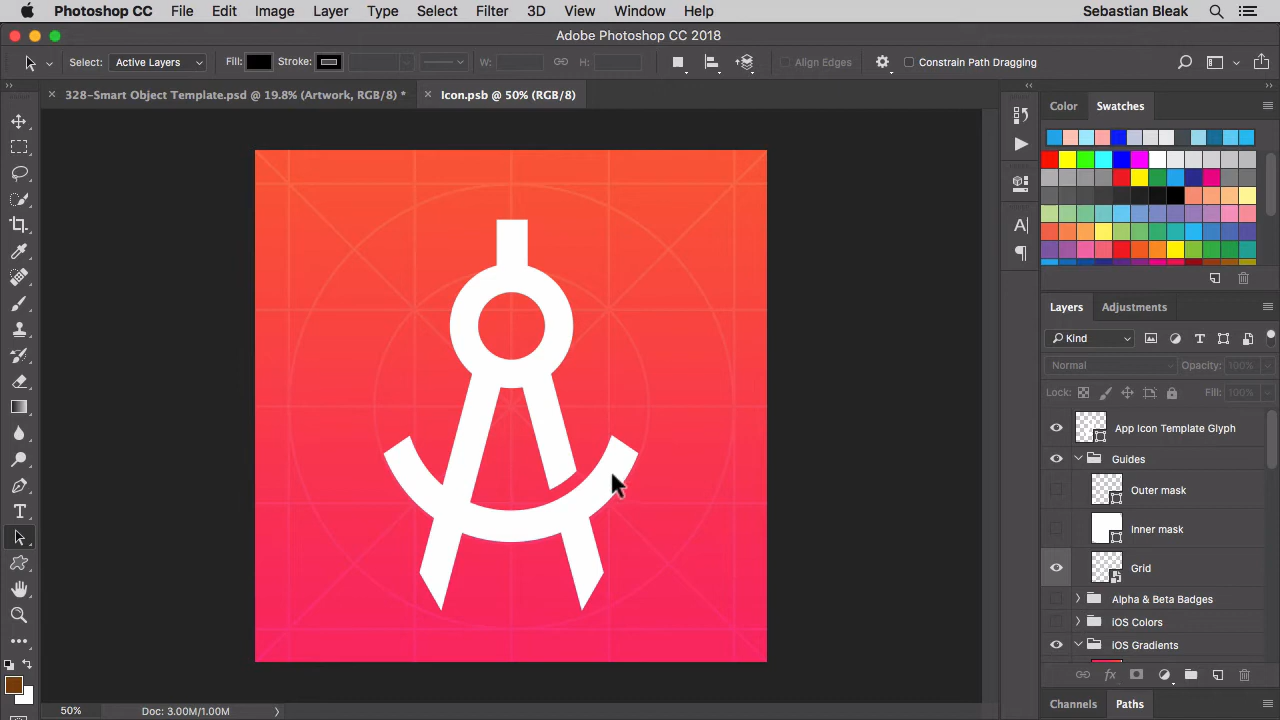 Photoshop CC File Edit Image Layer Type Select Filter 3D View Window Help Sebastian Bleak
Adobe Photoshop CC 2018
Select: Active Layers Fill: Stroke: W: H: Align Edges Constrain Path Dragging
328-Smart Object Template.psd @ 19.8% (Artwork, RGB/8) * Icon.psb @ 50% (RGB/8)
Color Swatches
Layers Adjustments
Kind
Normal Opacity: 100%
Lock: Fill: 100%
App Icon Template Glyph
Guides
Outer mask
Inner mask
Grid
Alpha & Beta Badges
iOS Colors
iOS Gradients
Channels Paths
50% Doc: 3.00M/1.00M